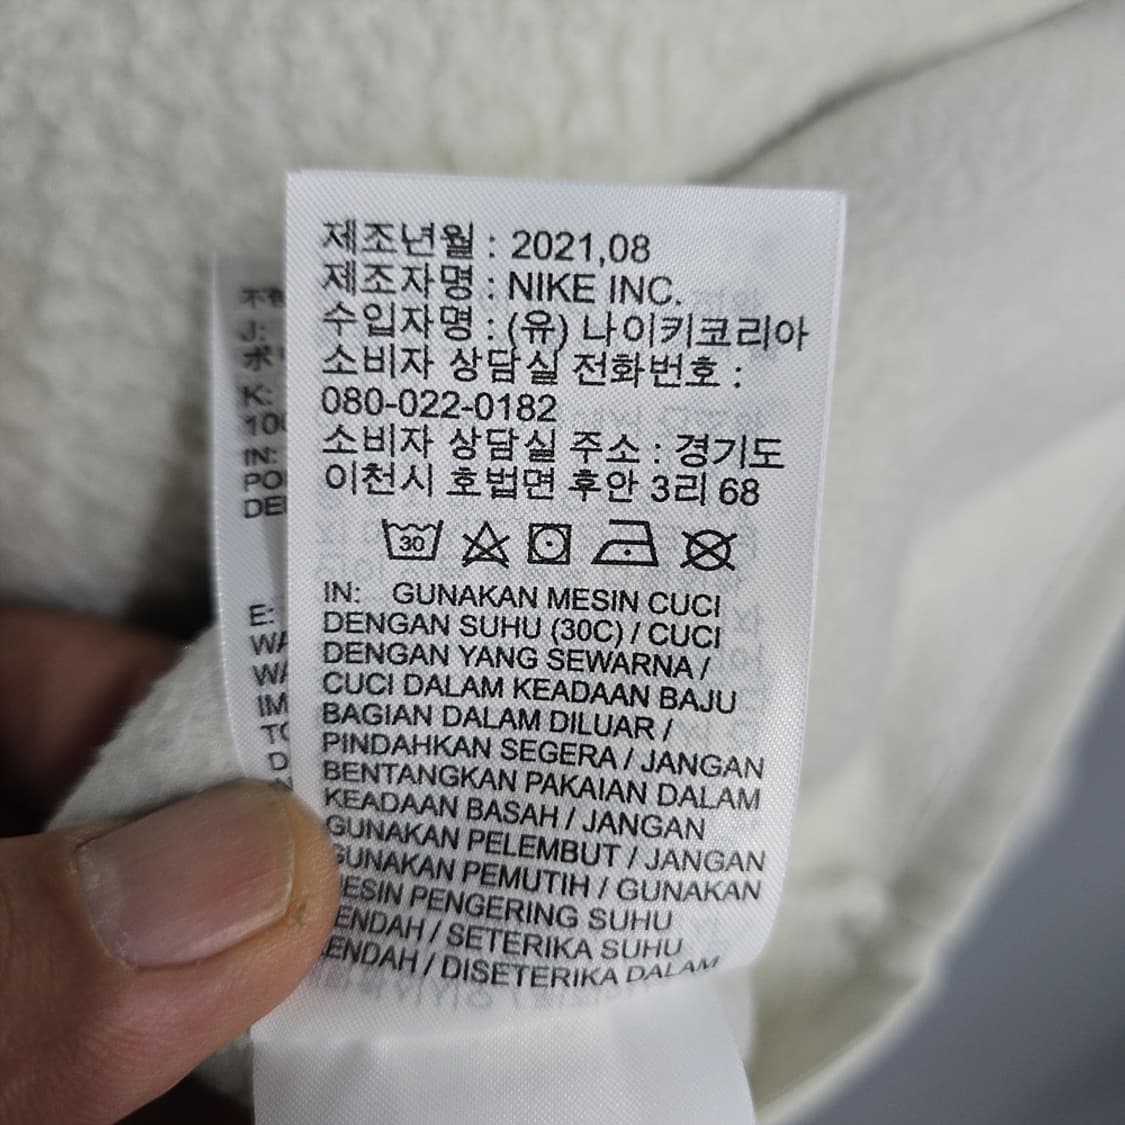 제조년월 : 2021,08
제조자명 : NIKE INC.
수입자명 : (유) 나이키코리아
소비자 상담실 전화번호 :
080-022-0182
소비자 상담실 주소 : 경기도
이천시 호법면 후안 3리 68
30
IN: GUNAKAN MESIN CUCI
DENGAN SUHU (30C) / CUCI
DENGAN YANG SEWARNA /
CUCI DALAM KEADAAN BAJU
BAGIAN DALAM DILUAR /
PINDAHKAN SEGERA / JANGAN
BENTANGKAN PAKAIAN DALAM
KEADAAN BASAH / JANGAN
GUNAKAN PELEMBUT / JANGAN
GUNAKAN PEMUTIH / GUNAKAN
ESIN PENGERING SUHU
ENDAH / SETERIKA SUHU
ENDAH / DISETERIKA DALAM
J:
K:
IN:
E: